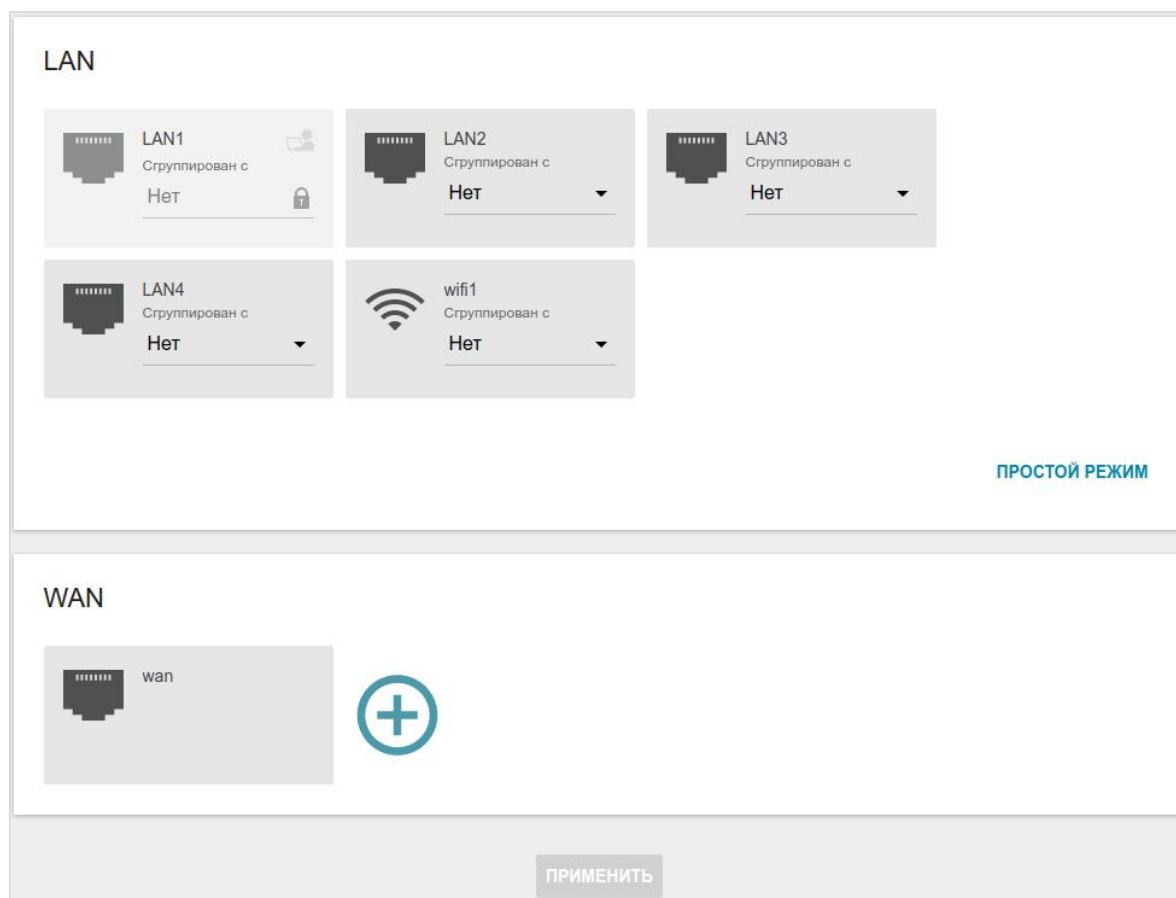 LAN
LAN1
Сгруппирован с
Нет
LAN2
Сгруппирован с
Нет
LAN3
Сгруппирован с
Нет
LAN4
Сгруппирован с
Нет
wifi1
Сгруппирован с
Нет
ПРОСТОЙ РЕЖИМ
WAN
wan
ПРИМЕНИТЬ